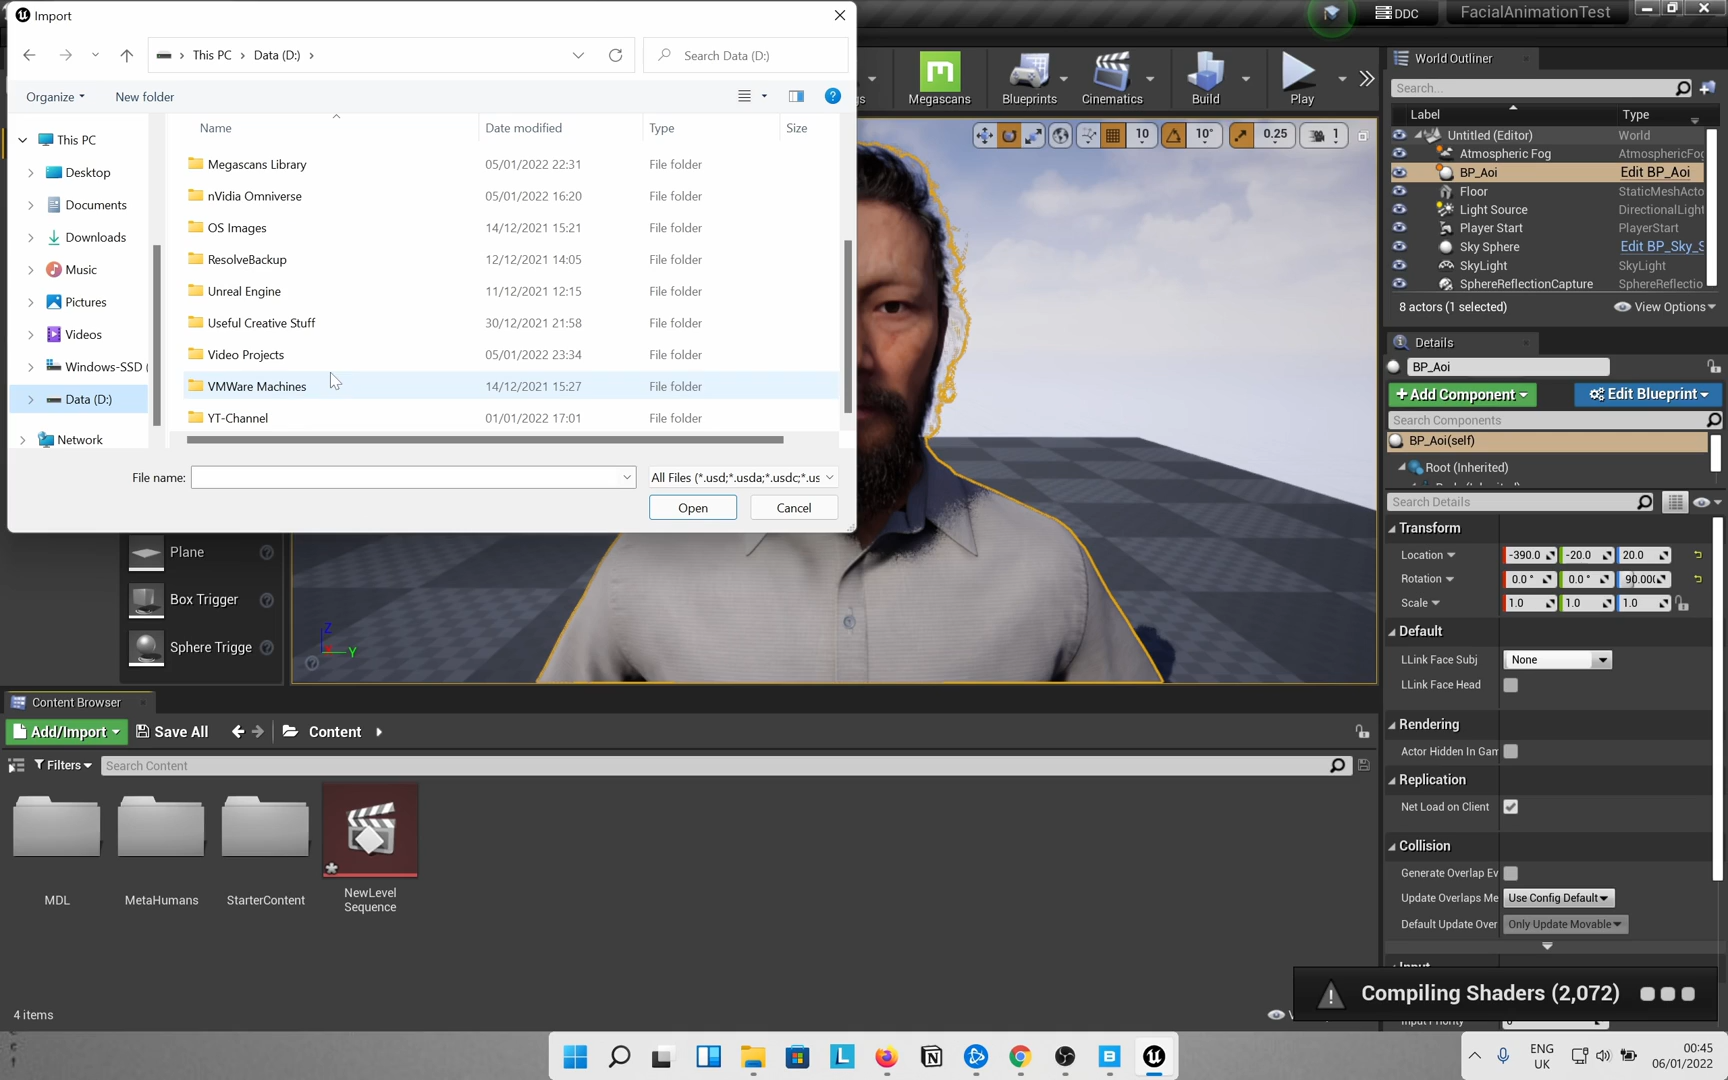 Import
This PC > Data (D:) >
Search Data (D:)
Organize
New folder
Name
Date modified
Type
Size
This PC
Desktop
Documents
Downloads
Music
Pictures
Videos
Windows-SSD (
Data (D:)
Network
Megascans Library 05/01/2022 22:31 File folder
nVidia Omniverse 05/01/2022 16:20 File folder
OS Images 14/12/2021 15:21 File folder
ResolveBackup 12/12/2021 14:05 File folder
Unreal Engine 11/12/2021 12:15 File folder
Useful Creative Stuff 30/12/2021 21:58 File folder
Video Projects 05/01/2022 23:34 File folder
VMWare Machines 14/12/2021 15:27 File folder
YT-Channel 01/01/2022 17:01 File folder
File name:
All Files (*.usd;*.usda;*.usdc;*.us
Open
Cancel
DDC
FacialAnimationTest
gs
Megascans
Blueprints
Cinematics
Build
Play
10
10°
0.25
1
World Outliner
Search...
Label Type
Untitled (Editor) World
Atmospheric Fog AtmosphericFog
BP_Aoi Edit BP_Aoi
Floor StaticMeshActo
Light Source DirectionalLight
Player Start PlayerStart
Sky Sphere Edit BP_Sky_S
SkyLight SkyLight
SphereReflectionCapture SphereReflectio
8 actors (1 selected)
View Options
Details
BP_Aoi
+ Add Component
Edit Blueprint
Search Components
BP_Aoi(self)
Root (Inherited)
Search Details
Transform
Location -390.0 -20.0 20.0
Rotation 0.0 ° 0.0 ° 90.00(
Scale 1.0 1.0 1.0
Default
LLink Face Subj None
LLink Face Head
Rendering
Actor Hidden In Gam
Replication
Net Load on Client
Collision
Generate Overlap Ev
Update Overlaps Me Use Config Default
Default Update Over Only Update Movable
Compiling Shaders (2,072)
Plane
Box Trigger
Sphere Trigge
Z
Y
Content Browser
Add/Import
Save All
Content
Filters
Search Content
MDL
MetaHumans
StarterContent
NewLevel
Sequence
4 items
ENG
UK
00:45
06/01/2022